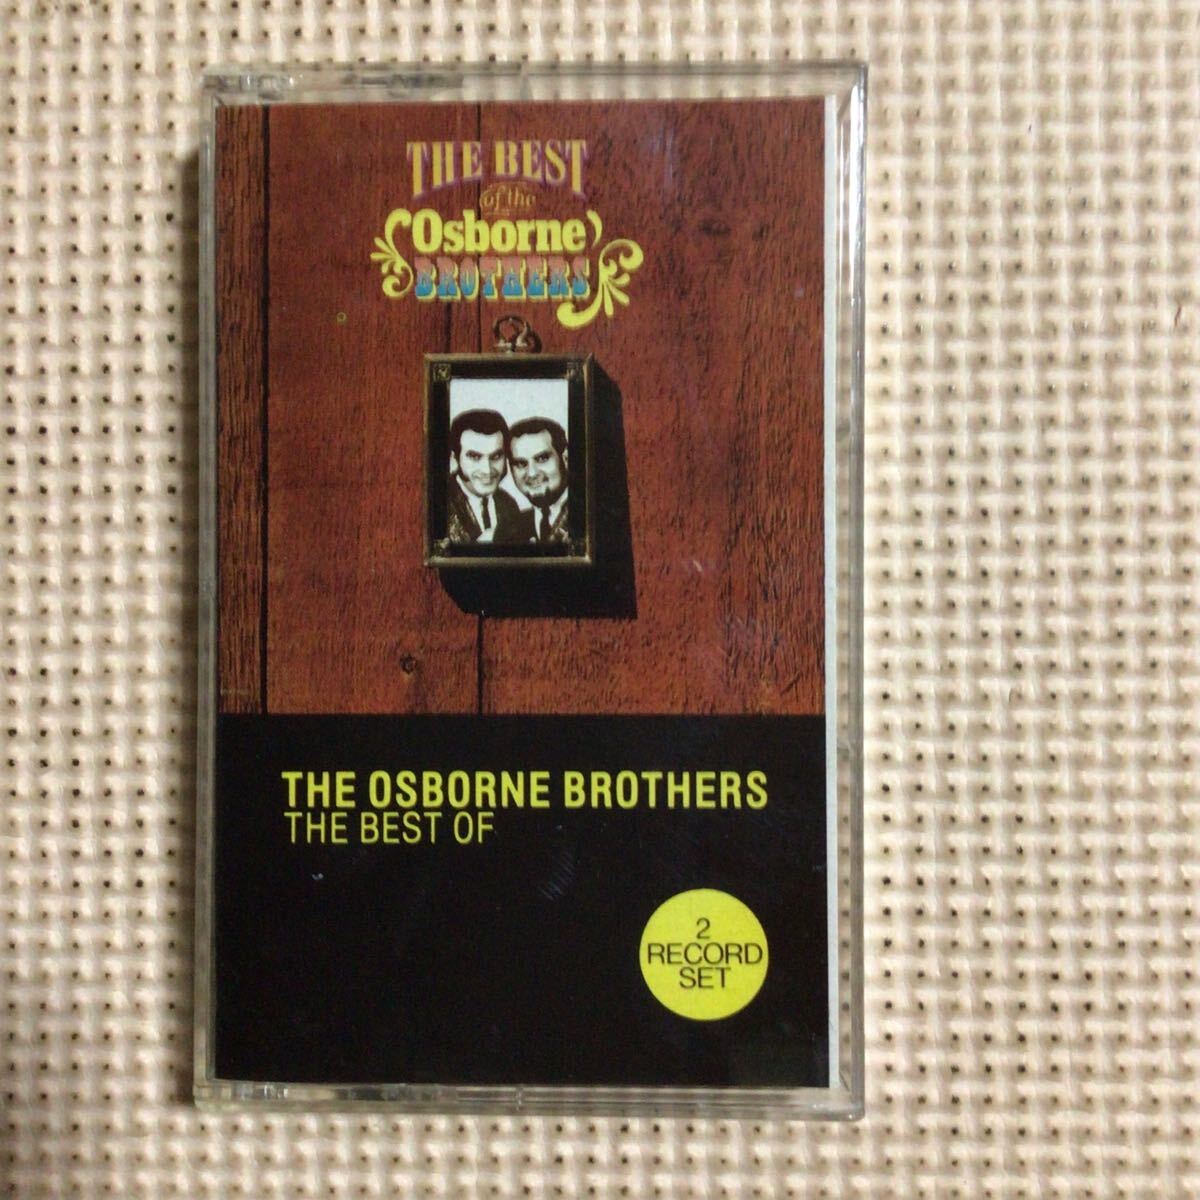 THE BEST
of the
Osborne
BROTHERS
THE OSBORNE BROTHERS
THE BEST OF
2
RECORD
SET